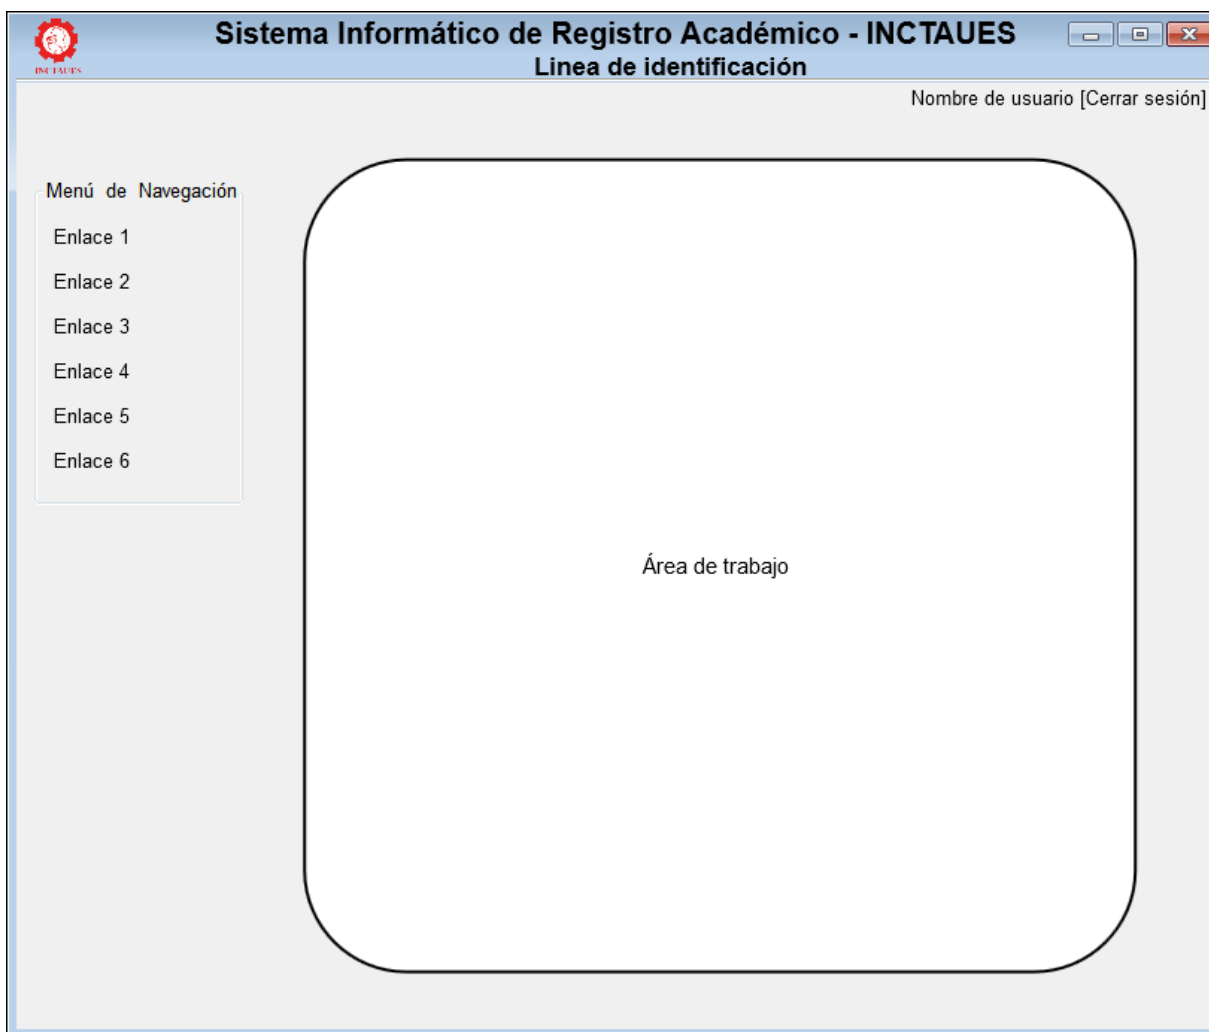 Sistema Informático de Registro Académico - INCTAUES
Linea de identificación
INCTAUES
Nombre de usuario [Cerrar sesión]
Menú de Navegación
Enlace 1
Enlace 2
Enlace 3
Enlace 4
Enlace 5
Enlace 6
Área de trabajo